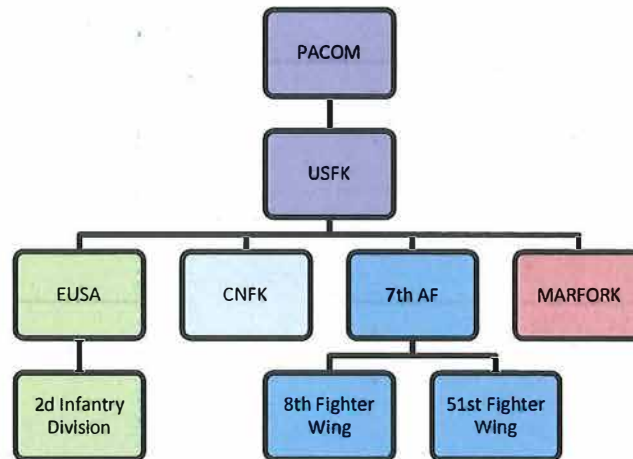 PACOM
USFK
EUSA
CNFK
7th AF
MARFORK
2d Infantry
Division
8th Fighter
Wing
51st Fighter
Wing